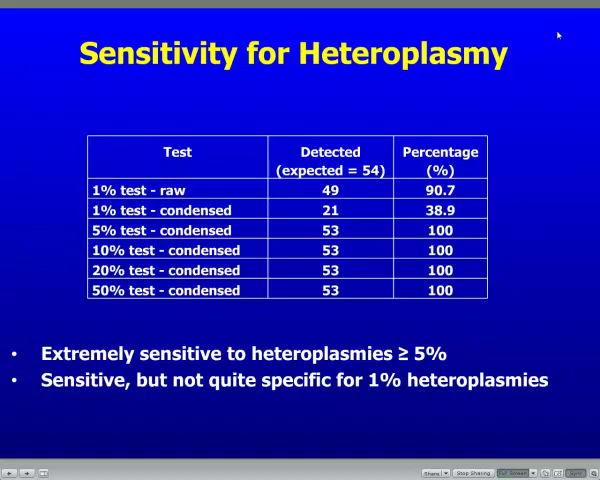 Sensitivity for Heteroplasmy
Test Detected Percentage
(expected = 54) (%)
1% test - raw 49 90.7
1% test - condensed 21 38.9
5% test - condensed 53 100
10% test - condensed 53 100
20% test - condensed 53 100
50% test - condensed 53 100
• Extremely sensitive to heteroplasmies ≥ 5%
• Sensitive, but not quite specific for 1% heteroplasmies
Share Stop Sharing Full Screen